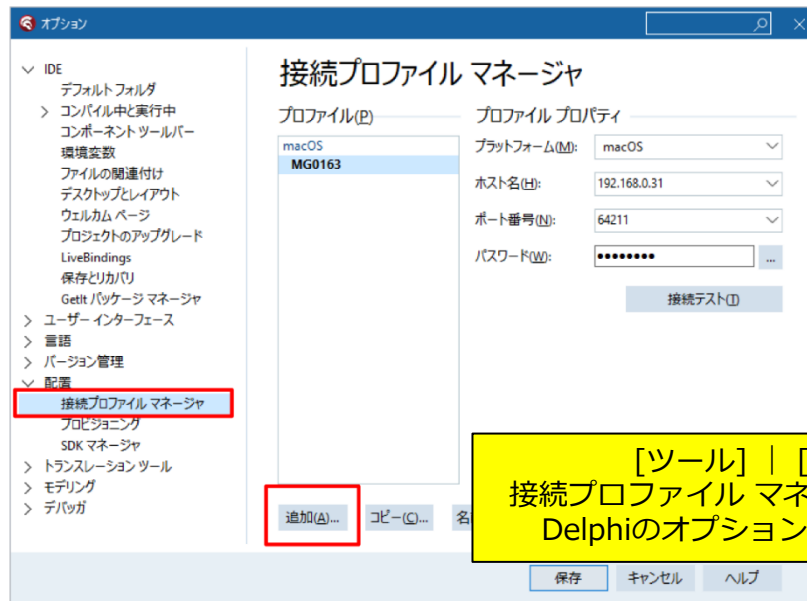 オプション
IDE
デフォルト フォルダ
コンパイル中と実行中
コンポーネント ツールバー
環境変数
ファイルの関連付け
デスクトップとレイアウト
ウェルカム ページ
プロジェクトのアップグレード
LiveBindings
保存とリカバリ
GetIt パッケージ マネージャ
ユーザー インターフェース
言語
バージョン管理
配置
接続プロファイル マネージャ
プロビジョニング
SDK マネージャ
トランスレーション ツール
モデリング
デバッガ
接続プロファイル マネージャ
プロファイル(P)
macOS
MG0163
追加(A)... コピー(C)... 名
プロファイル プロパティ
プラットフォーム(M): macOS
ホスト名(H): 192.168.0.31
ポート番号(N): 64211
パスワード(W): ●●●●●●●● ...
接続テスト(T)
[ツール] | [
接続プロファイル マネ
Delphiのオプション
保存 キャンセル ヘルプ